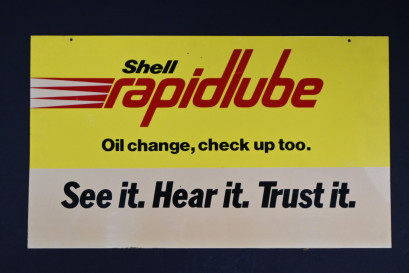 Shell
rapidlube
Oil change, check up too.
See it. Hear it. Trust it.